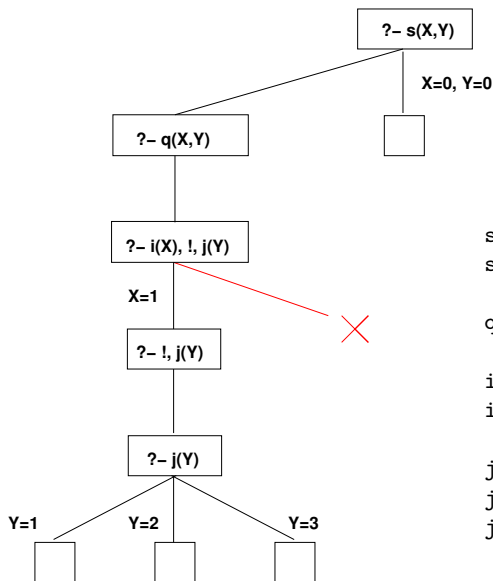 ?– s(X,Y)
X=0, Y=0
?– q(X,Y)
?– i(X), !, j(Y)
s
s
X=1
q
?– !, j(Y)
i
i
?– j(Y)
j
j
j
Y=1
Y=2
Y=3